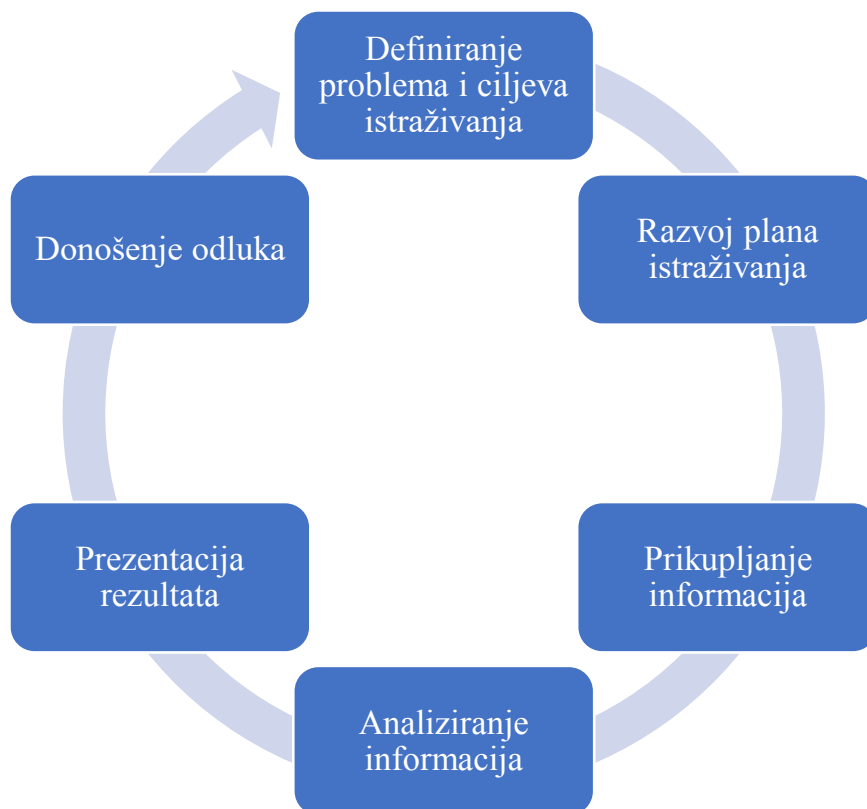 Definiranje
problema i ciljeva
istraživanja
Razvoj plana
istraživanja
Prikupljanje
informacija
Analiziranje
informacija
Prezentacija
rezultata
Donošenje odluka